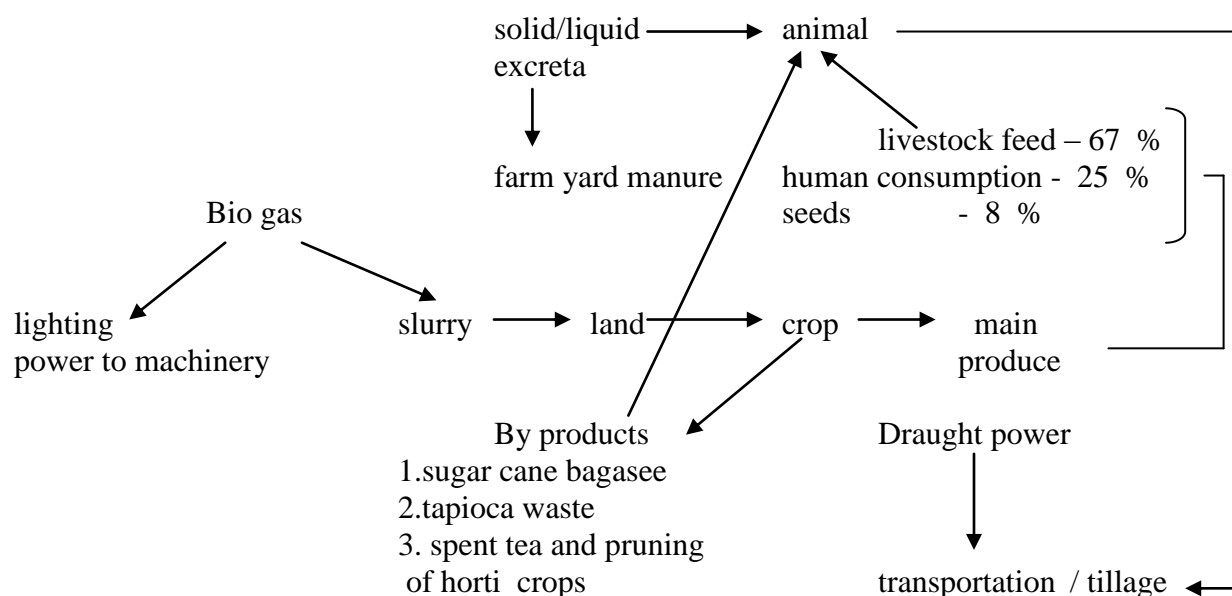 solid/liquid animal
excreta
livestock feed – 67 %
farm yard manure human consumption - 25 %
Bio gas seeds - 8 %
lighting slurry land crop main
power to machinery produce
By products Draught power
1.sugar cane bagasee
2.tapioca waste
3. spent tea and pruning
of horti crops transportation / tillage